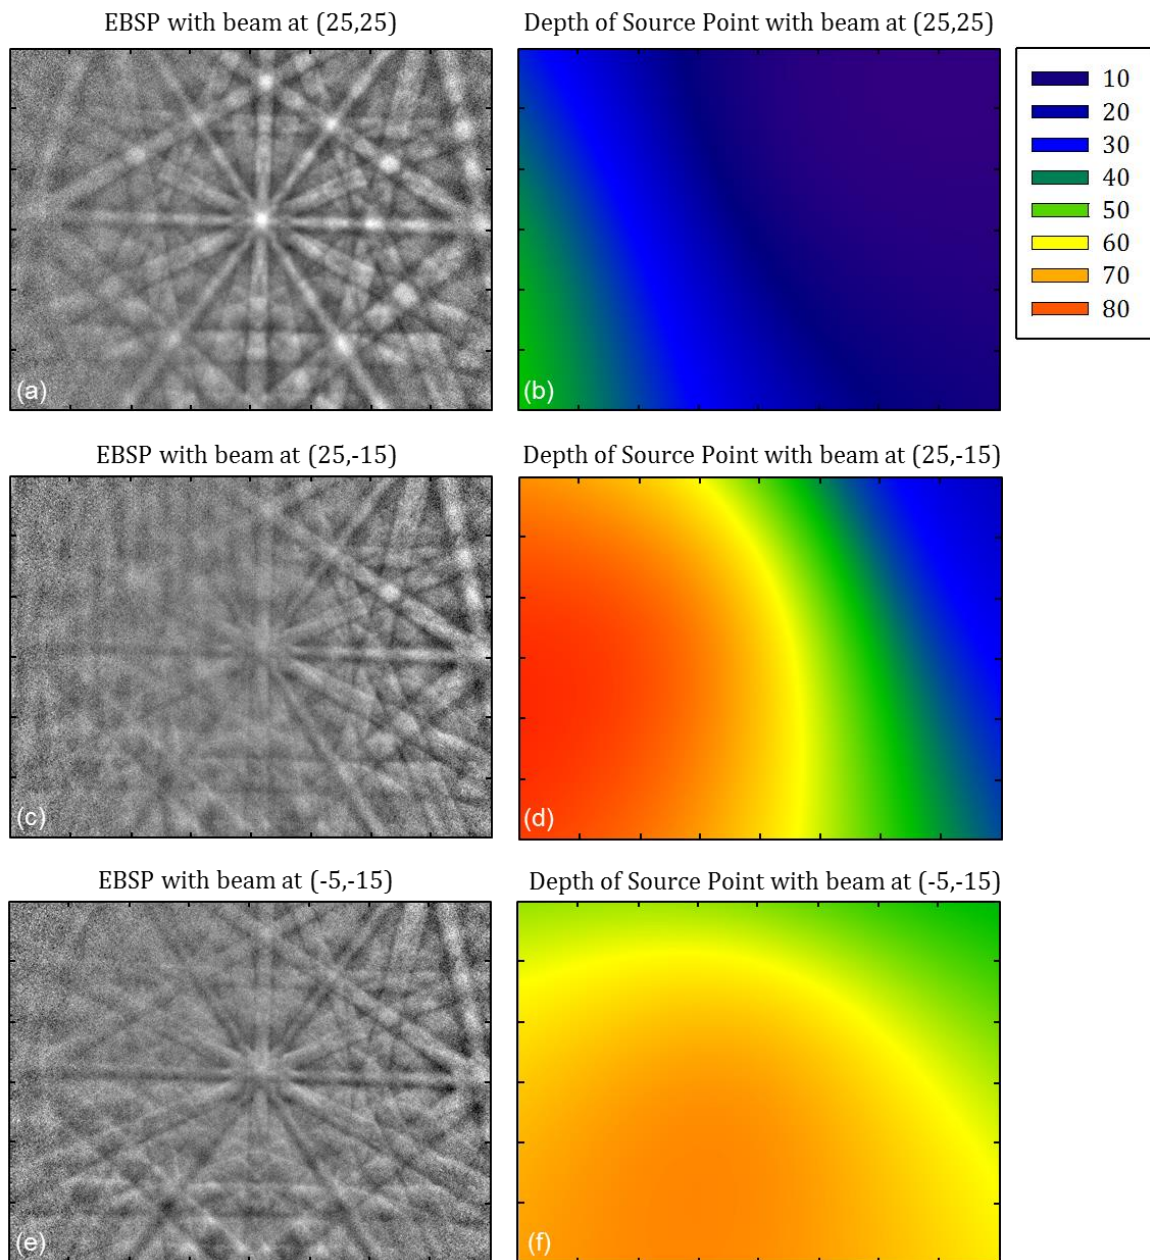 EBSP with beam at (25,25)
Depth of Source Point with beam at (25,25)
10
20
30
40
50
60
70
80
(a)
(b)
EBSP with beam at (25,-15)
Depth of Source Point with beam at (25,-15)
(c)
(d)
EBSP with beam at (-5,-15)
Depth of Source Point with beam at (-5,-15)
(e)
(f)